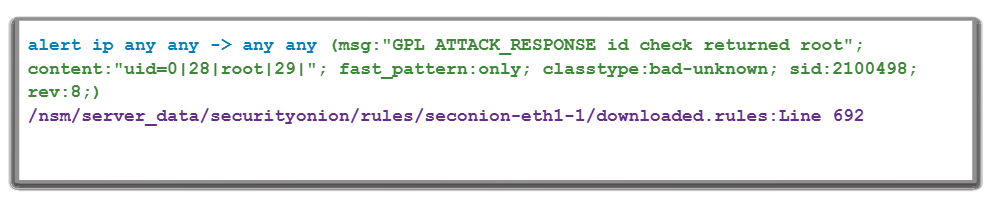 alert ip any any -> any any (msg:"GPL ATTACK_RESPONSE id check returned root";
content:"uid=0|28|root|29|"; fast_pattern:only; classtype:bad-unknown; sid:2100498;
rev:8;)
/nsm/server_data/securityonion/rules/seconion-eth1-1/downloaded.rules:Line 692